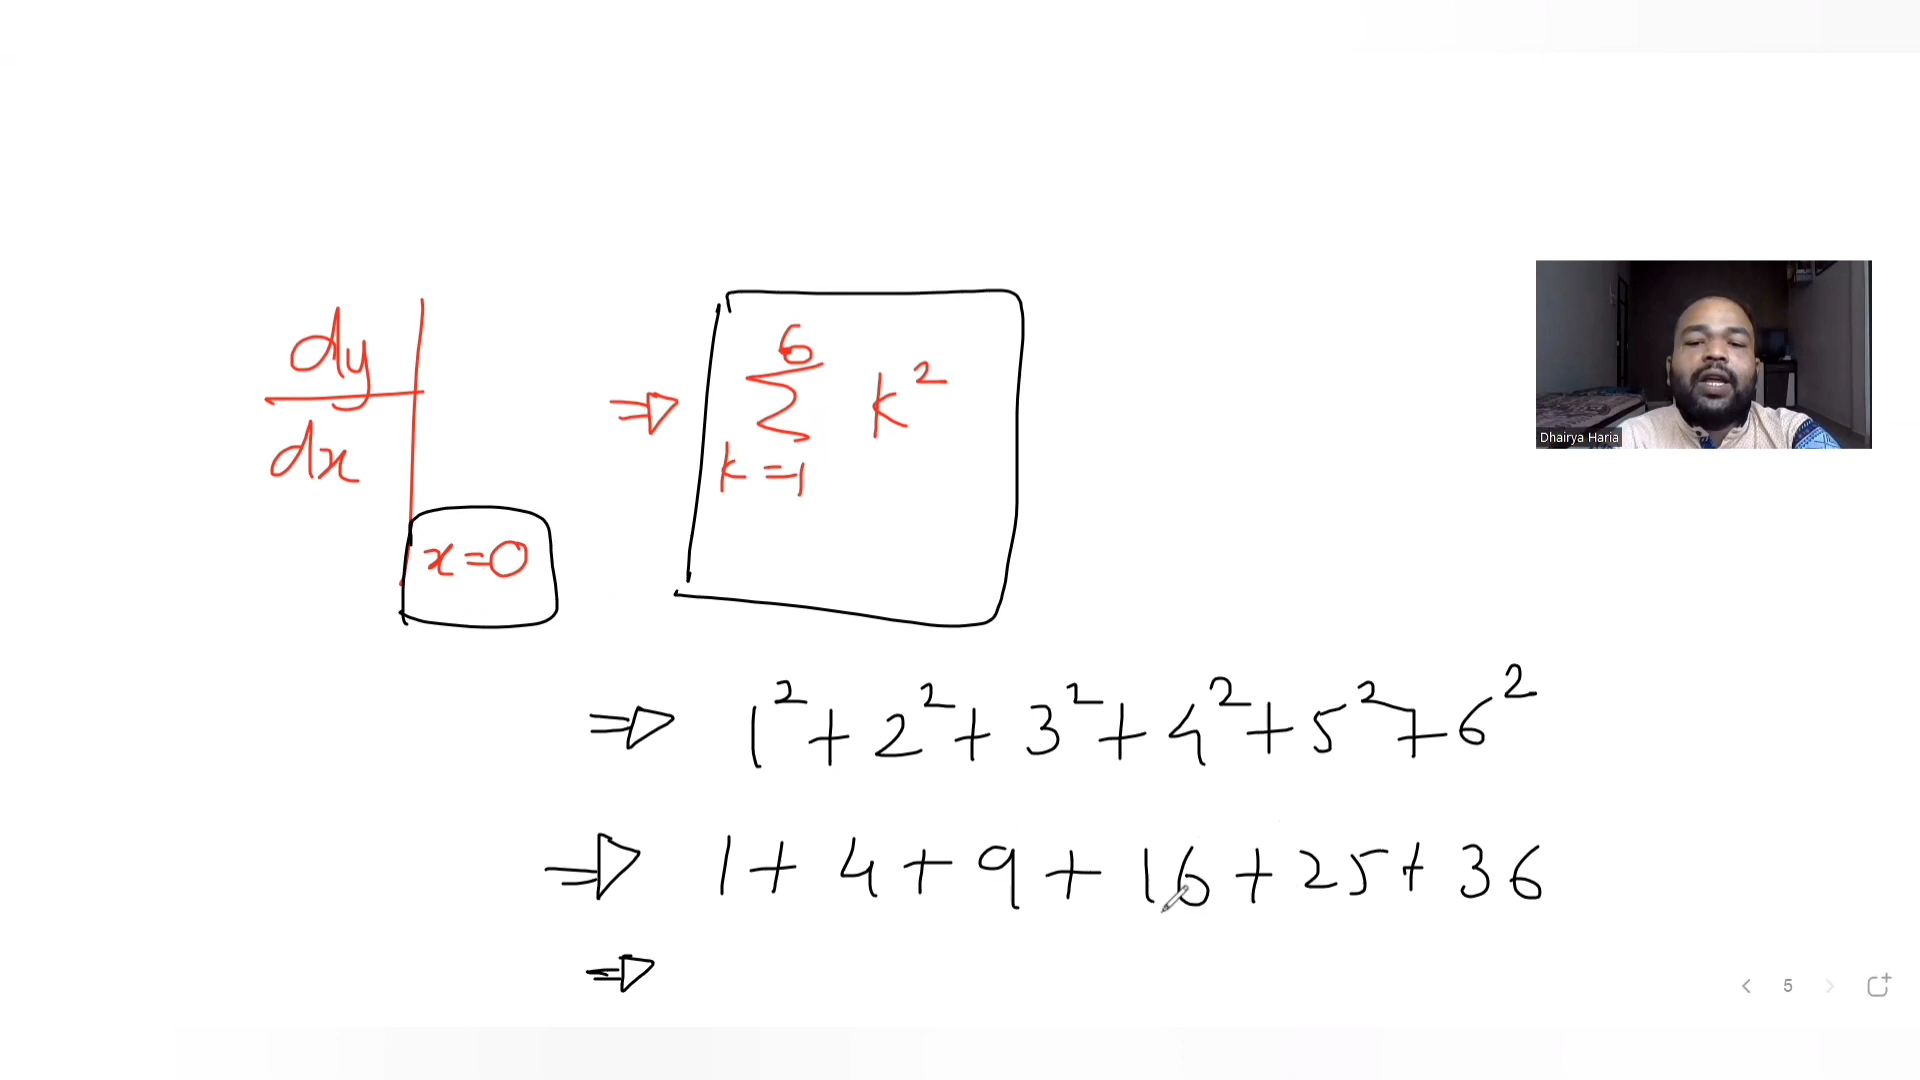 dy/dx | x=0 ⇒ 6 Σ k=1 k²
Dhairya Haria
⇒ 1² + 2² + 3² + 4² + 5² + 6²
⇒ 1 + 4 + 9 + 16 + 25 + 36
⇒
5